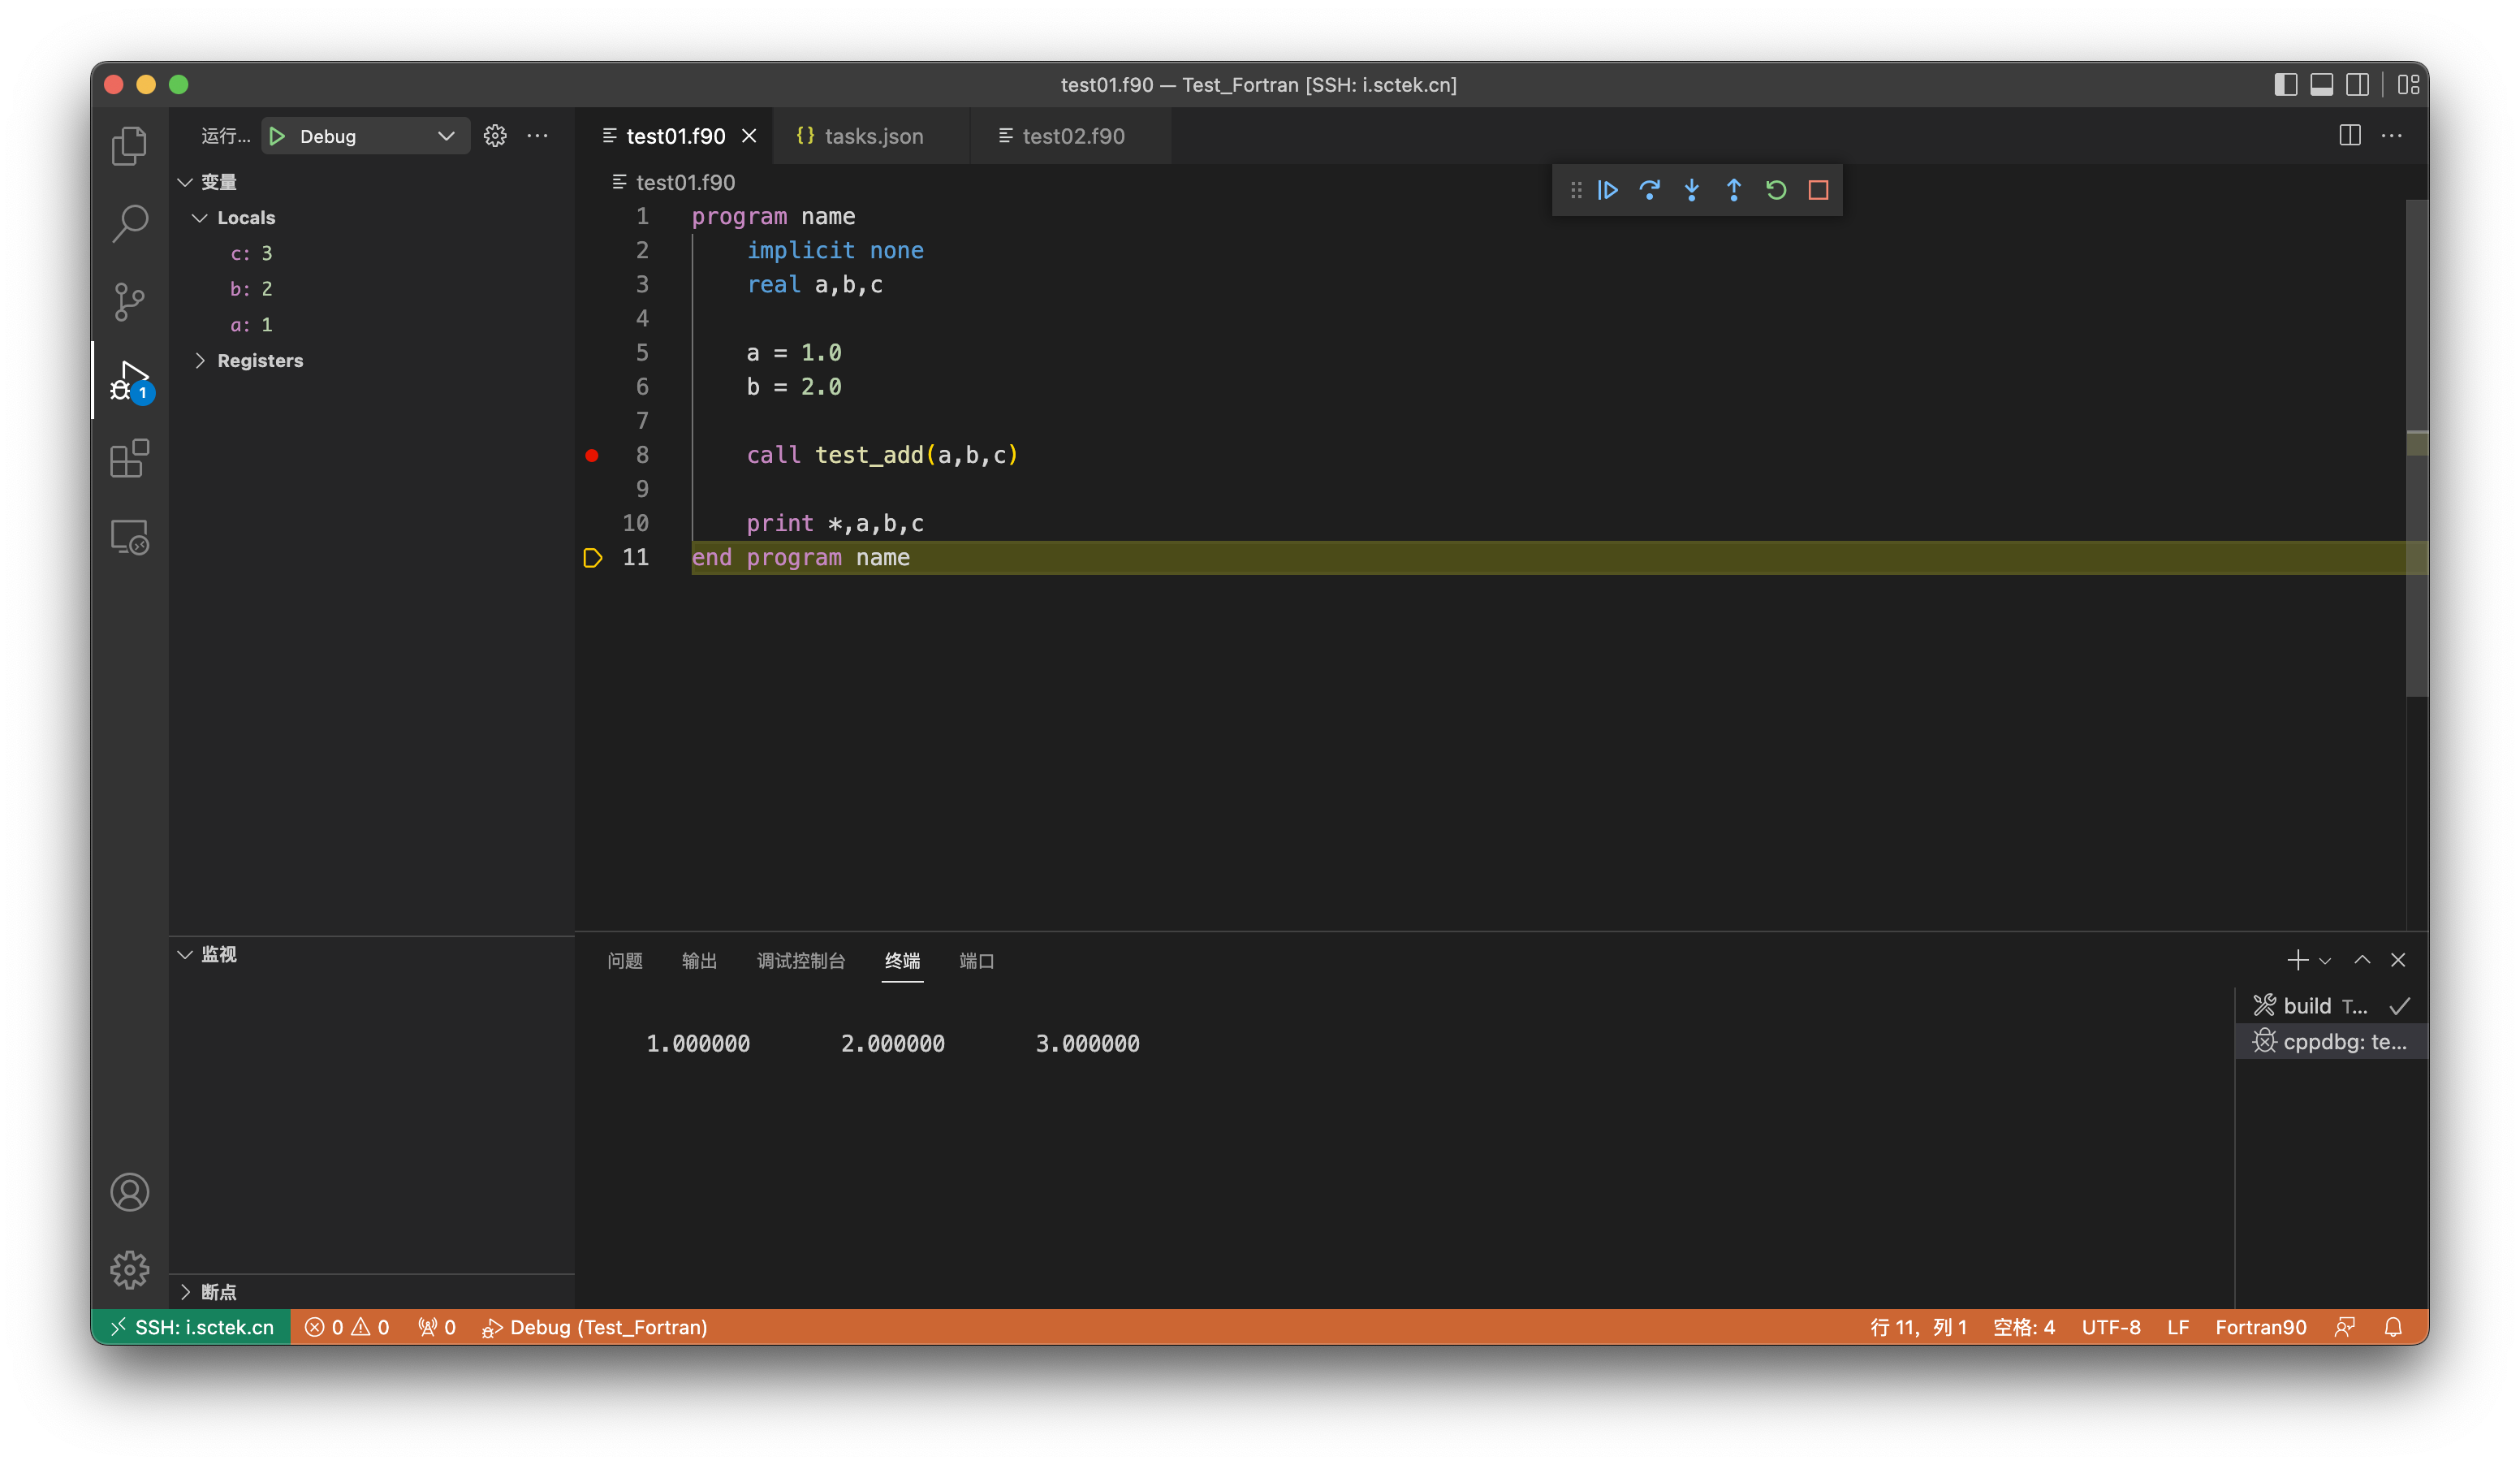 test01.f90 — Test_Fortran [SSH: i.sctek.cn]
运行... Debug
变量
Locals
c: 3
b: 2
a: 1
Registers
监视
断点
test01.f90 tasks.json test02.f90
test01.f90
1 program name
2 implicit none
3 real a,b,c
4
5 a = 1.0
6 b = 2.0
7
8 call test_add(a,b,c)
9
10 print *,a,b,c
11 end program name
1
问题 输出 调试控制台 终端 端口
1.000000 2.000000 3.000000
build T...
cppdbg: te...
SSH: i.sctek.cn 0 0 0 Debug (Test_Fortran) 行 11，列 1 空格: 4 UTF-8 LF Fortran90